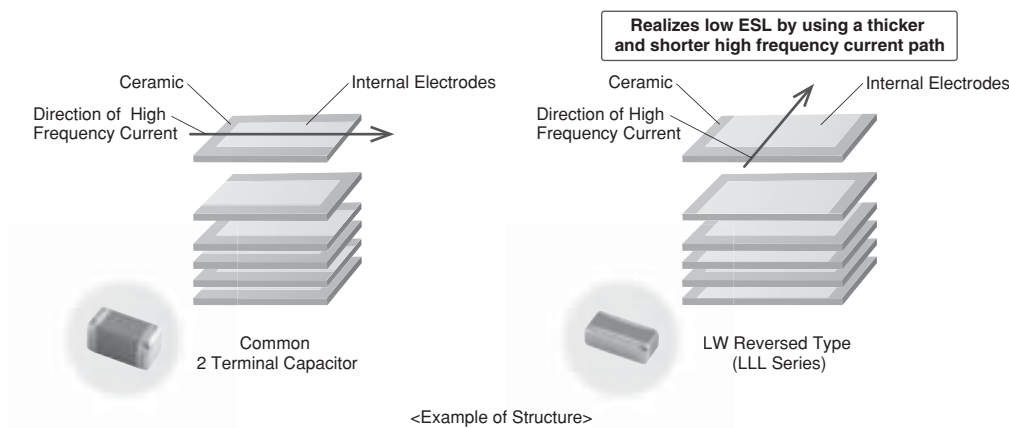 Realizes low ESL by using a thicker
and shorter high frequency current path
Ceramic
Internal Electrodes
Direction of High
Frequency Current
Common
2 Terminal Capacitor
Ceramic
Internal Electrodes
Direction of High
Frequency Current
LW Reversed Type
(LLL Series)
<Example of Structure>